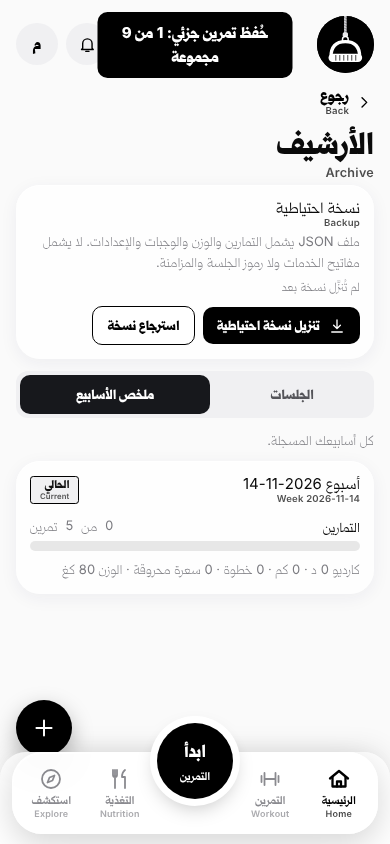 حُفظ تمرين جزئي: 1 من 9
مجموعة
م
رجوع
Back
الأرشيف
Archive
نسخة احتياطية
Backup
ملف JSON يشمل التمارين والوزن والوجبات والإعدادات. لا يشمل
مفاتيح الخدمات ولا رموز الجلسة والمزامنة.
لم تُنزَّل نسخة بعد
تنزيل نسخة احتياطية
استرجاع نسخة
الجلسات
ملخص الأسابيع
كل أسابيعك المسجلة.
أسبوع 2026-11-14
Week 2026-11-14
الحالي
Current
التمارين
0 من 5 تمرين
كارديو 0 د · 0 كم · 0 خطوة · 0 سعرة محروقة · الوزن 80 كغ
ابدأ
التمرين
الرئيسية
Home
التمرين
Workout
التغذية
Nutrition
استكشف
Explore